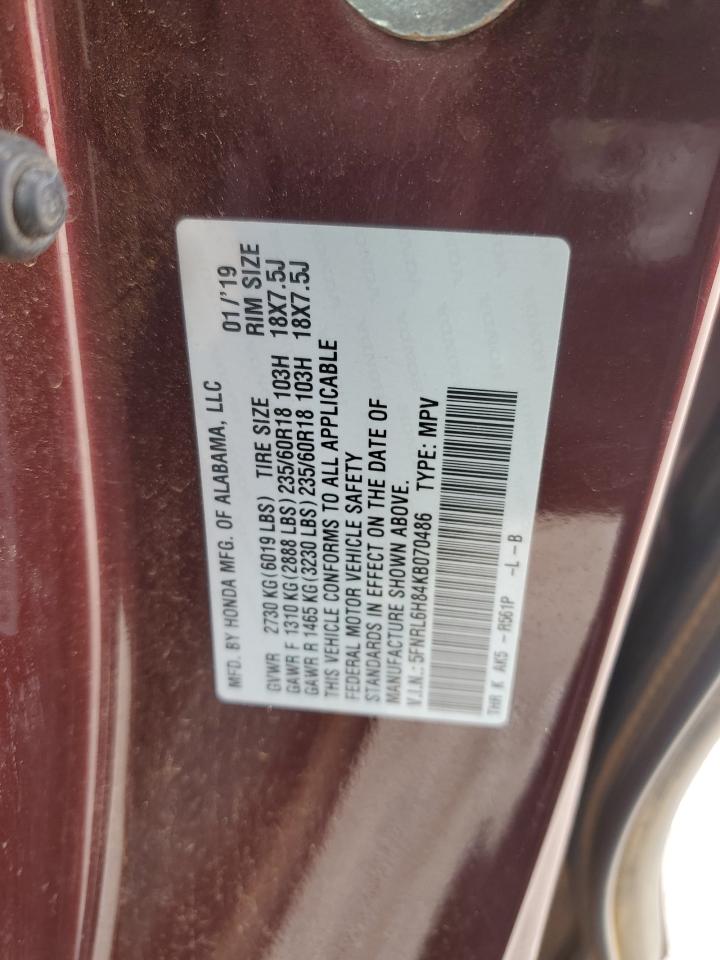 MFD. BY HONDA MFG. OF ALABAMA, LLC 01/'19
GVWR 2730 KG(6019 LBS) TIRE SIZE RIM SIZE
GAWR F 1310 KG(2888 LBS)235/60R18 103H 18X7.5J
GAWR R 1465 KG(3230 LBS)235/60R18 103H 18X7.5J
THIS VEHICLE CONFORMS TO ALL APPLICABLE
FEDERAL MOTOR VEHICLE SAFETY
STANDARDS IN EFFECT ON THE DATE OF
MANUFACTURE SHOWN ABOVE.
V.I.N.:5FNRL6H84KB070486 TYPE: MPV
THR K AK5 -R561P -L-B